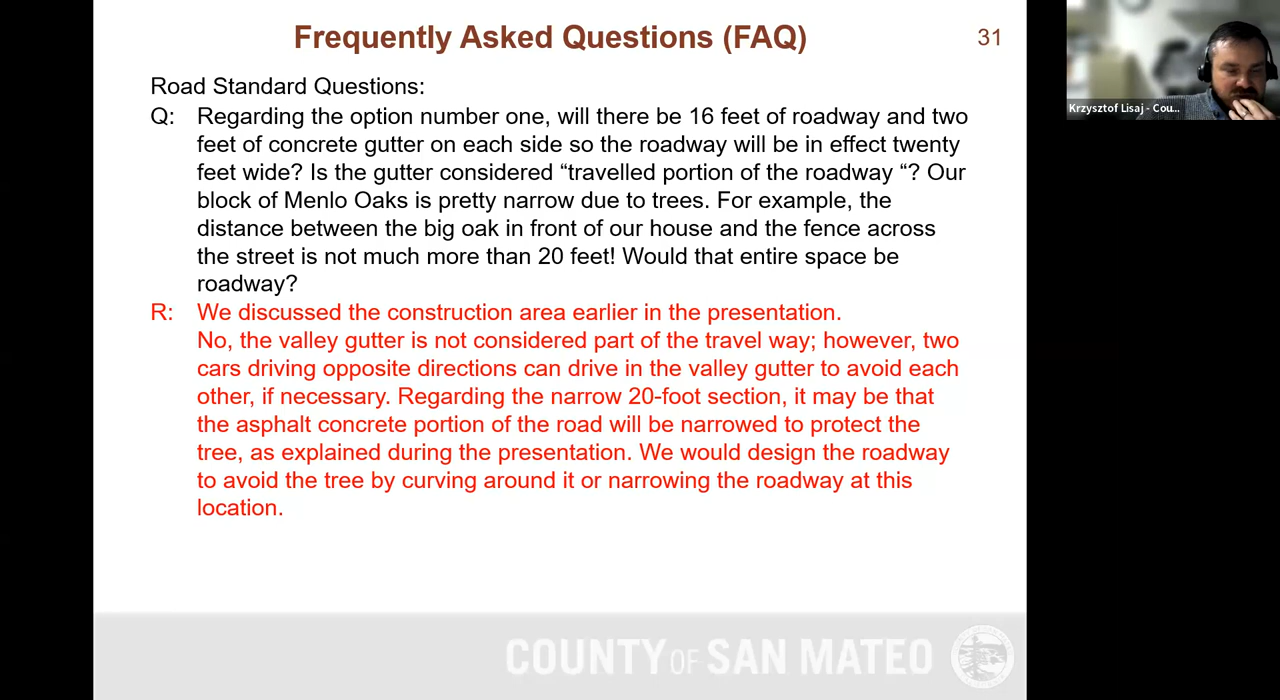 Frequently Asked Questions (FAQ)
31
Road Standard Questions:
Q: Regarding the option number one, will there be 16 feet of roadway and two
feet of concrete gutter on each side so the roadway will be in effect twenty
feet wide? Is the gutter considered “travelled portion of the roadway “? Our
block of Menlo Oaks is pretty narrow due to trees. For example, the
distance between the big oak in front of our house and the fence across
the street is not much more than 20 feet! Would that entire space be
roadway?
R: We discussed the construction area earlier in the presentation.
No, the valley gutter is not considered part of the travel way; however, two
cars driving opposite directions can drive in the valley gutter to avoid each
other, if necessary. Regarding the narrow 20-foot section, it may be that
the asphalt concrete portion of the road will be narrowed to protect the
tree, as explained during the presentation. We would design the roadway
to avoid the tree by curving around it or narrowing the roadway at this
location.
COUNTY OF SAN MATEO
Krzysztof Lisaj - Cou...